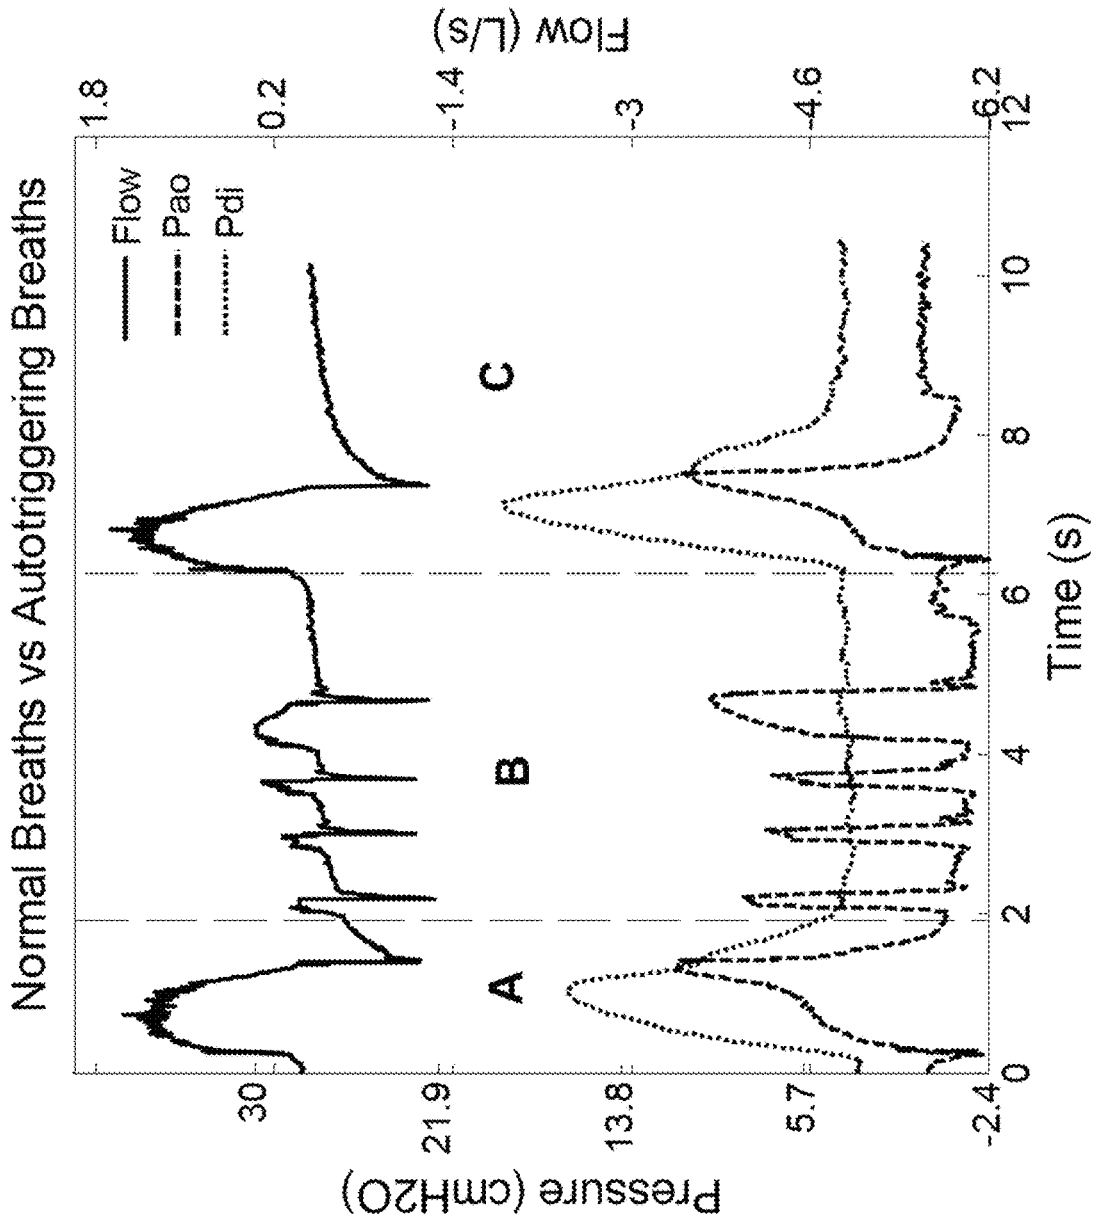 Normal Breaths vs Autotriggering Breaths
Flow
Pao
Pdi
A
B
C
Pressure (cmH2O)
30
21.9
13.8
5.7
-2.4
Flow (L/s)
1.8
0.2
-1.4
-3
-4.6
-6.2
0 2 4 6 8 10 12
Time (s)